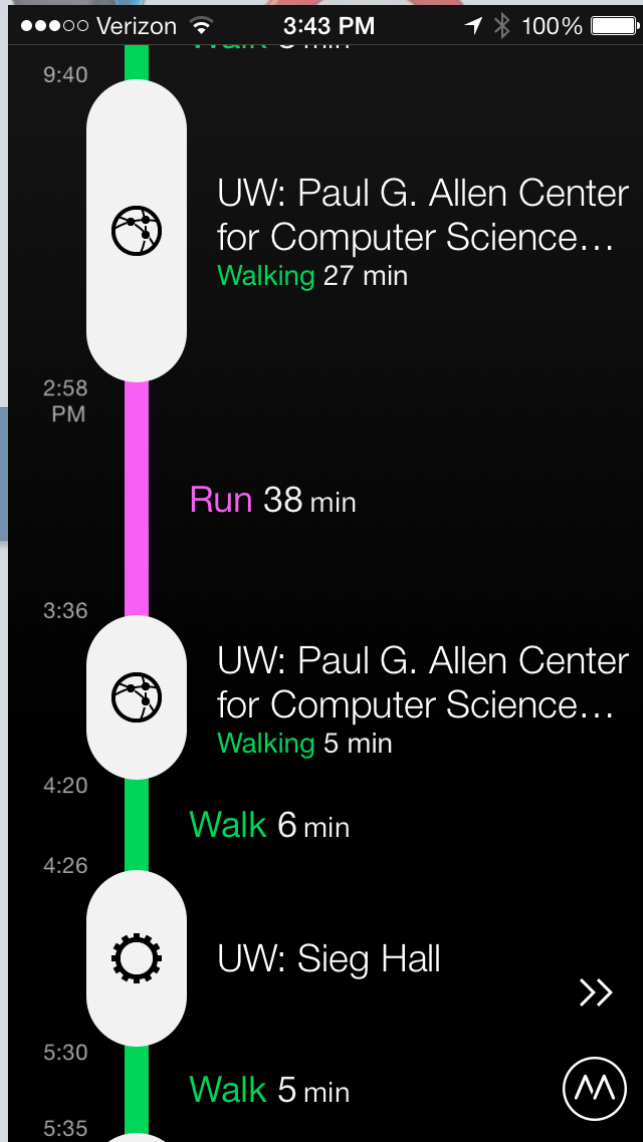 Verizon 3:43 PM 100%
9:40
UW: Paul G. Allen Center
for Computer Science...
Walking 27 min
2:58
PM
Run 38 min
3:36
UW: Paul G. Allen Center
for Computer Science...
Walking 5 min
4:20
Walk 6 min
4:26
UW: Sieg Hall
5:30
Walk 5 min
5:35